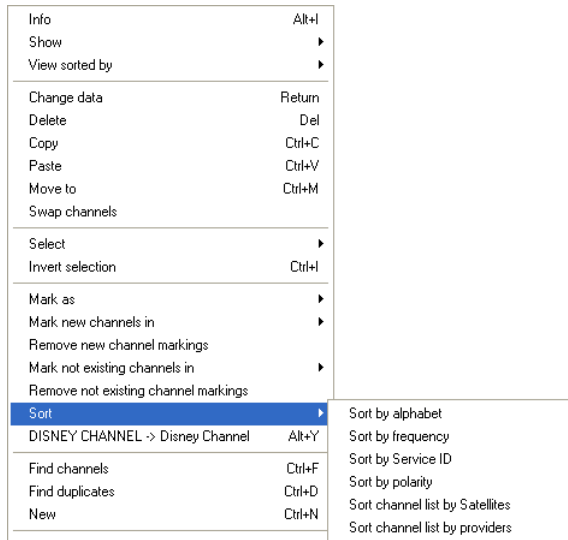 Info Alt+I
Show
View sorted by
Change data Return
Delete Del
Copy Ctrl+C
Paste Ctrl+V
Move to Ctrl+M
Swap channels
Select
Invert selection Ctrl+I
Mark as
Mark new channels in
Remove new channel markings
Mark not existing channels in
Remove not existing channel markings
Sort
DISNEY CHANNEL -> Disney Channel Alt+Y
Find channels Ctrl+F
Find duplicates Ctrl+D
New Ctrl+N
Sort by alphabet
Sort by frequency
Sort by Service ID
Sort by polarity
Sort channel list by Satellites
Sort channel list by providers